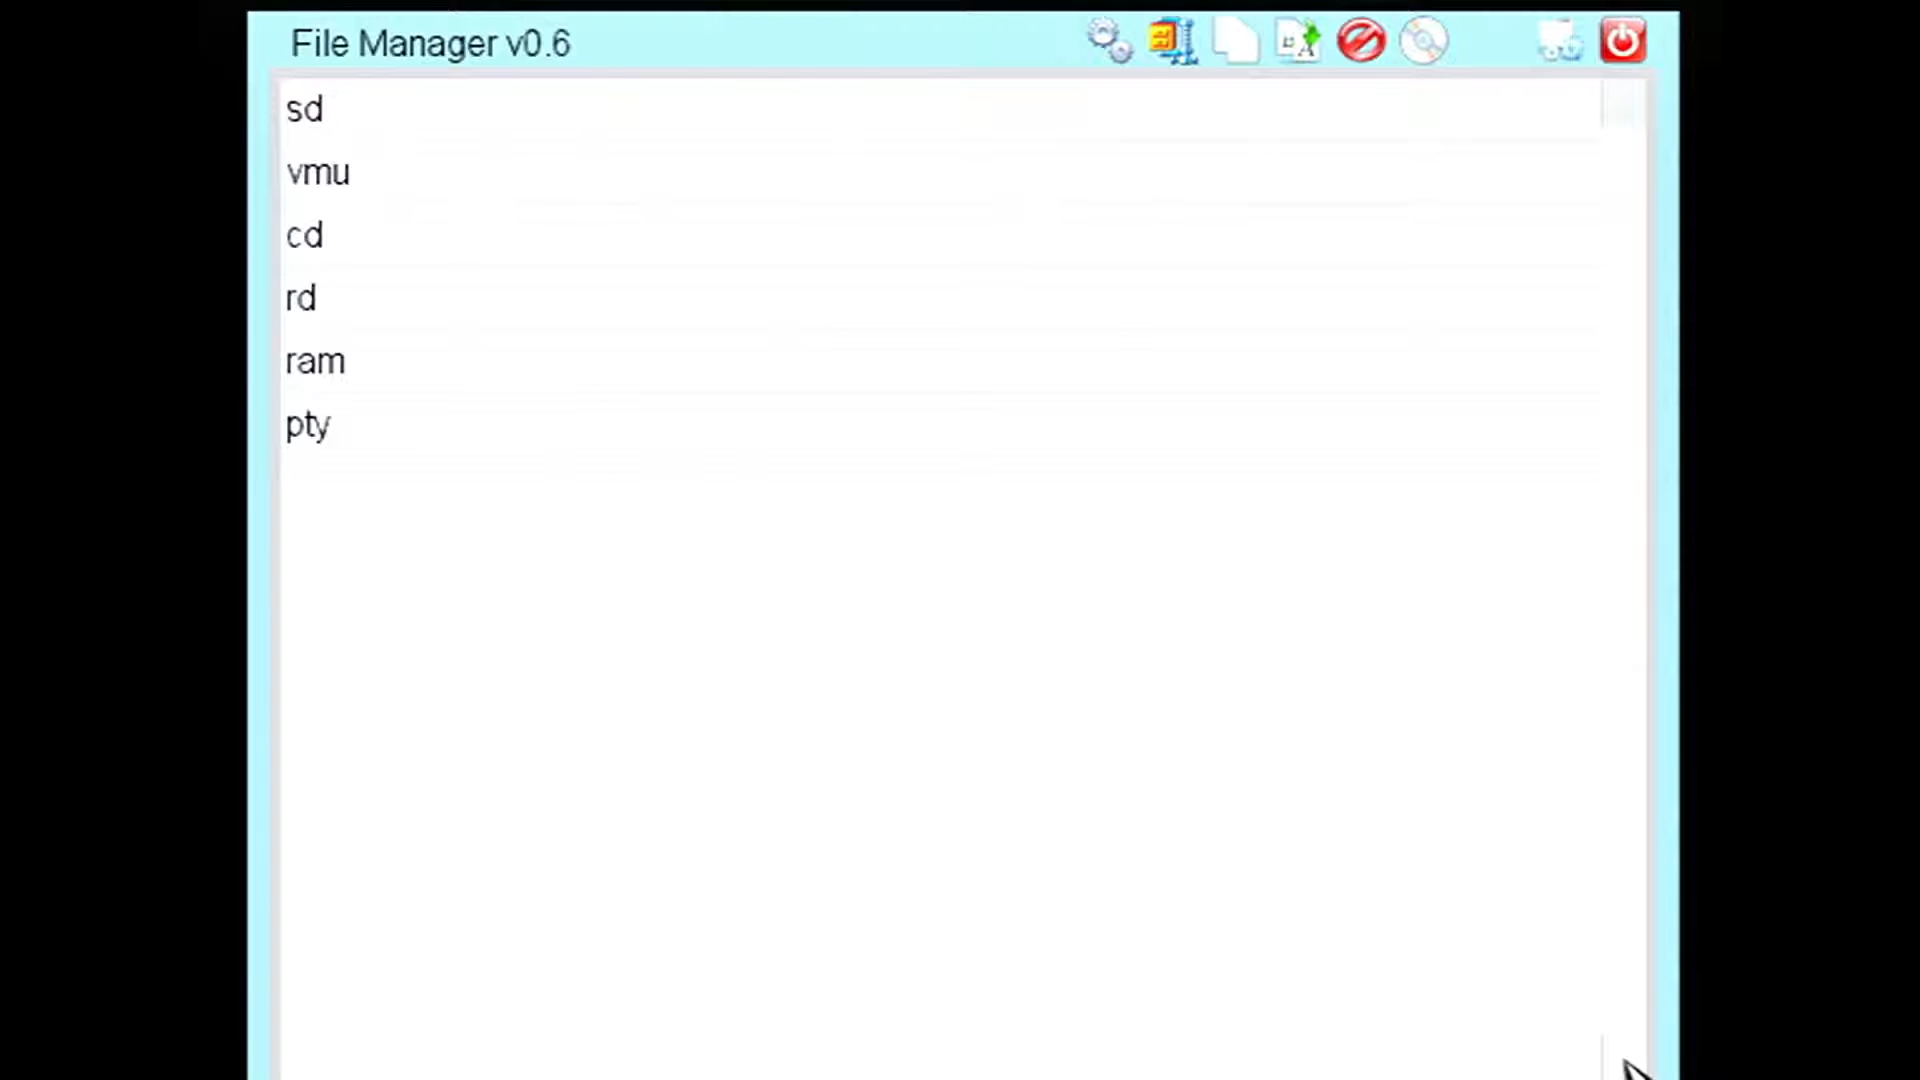 File Manager v0.6
sd
vmu
cd
rd
ram
pty